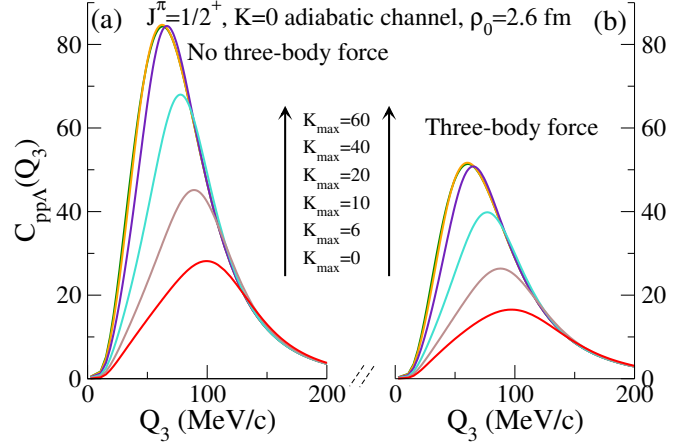 (a) J^π=1/2^+, K=0 adiabatic channel, ρ_0=2.6 fm (b)
No three-body force
Three-body force
K_max=60
K_max=40
K_max=20
K_max=10
K_max=6
K_max=0
C_ppΛ(Q_3)
80
60
40
20
0
80
60
40
20
0
0 100 200 0 100 200
Q_3 (MeV/c) Q_3 (MeV/c)